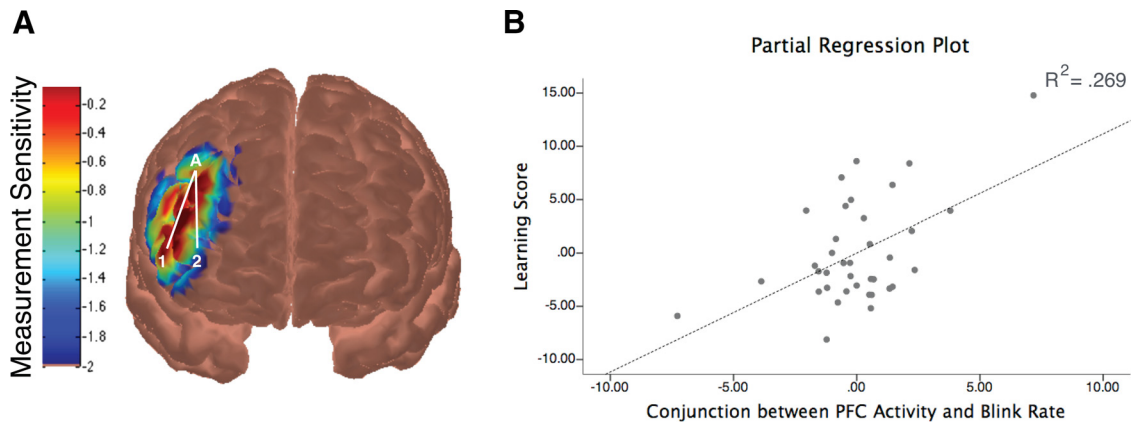 A
B
Measurement Sensitivity
-0.2
-0.4
-0.6
-0.8
-1
-1.2
-1.4
-1.6
-1.8
-2
A
1 2
Partial Regression Plot
R² = .269
Learning Score
15.00
10.00
5.00
.00
-5.00
-10.00
-10.00 -5.00 .00 5.00 10.00
Conjunction between PFC Activity and Blink Rate